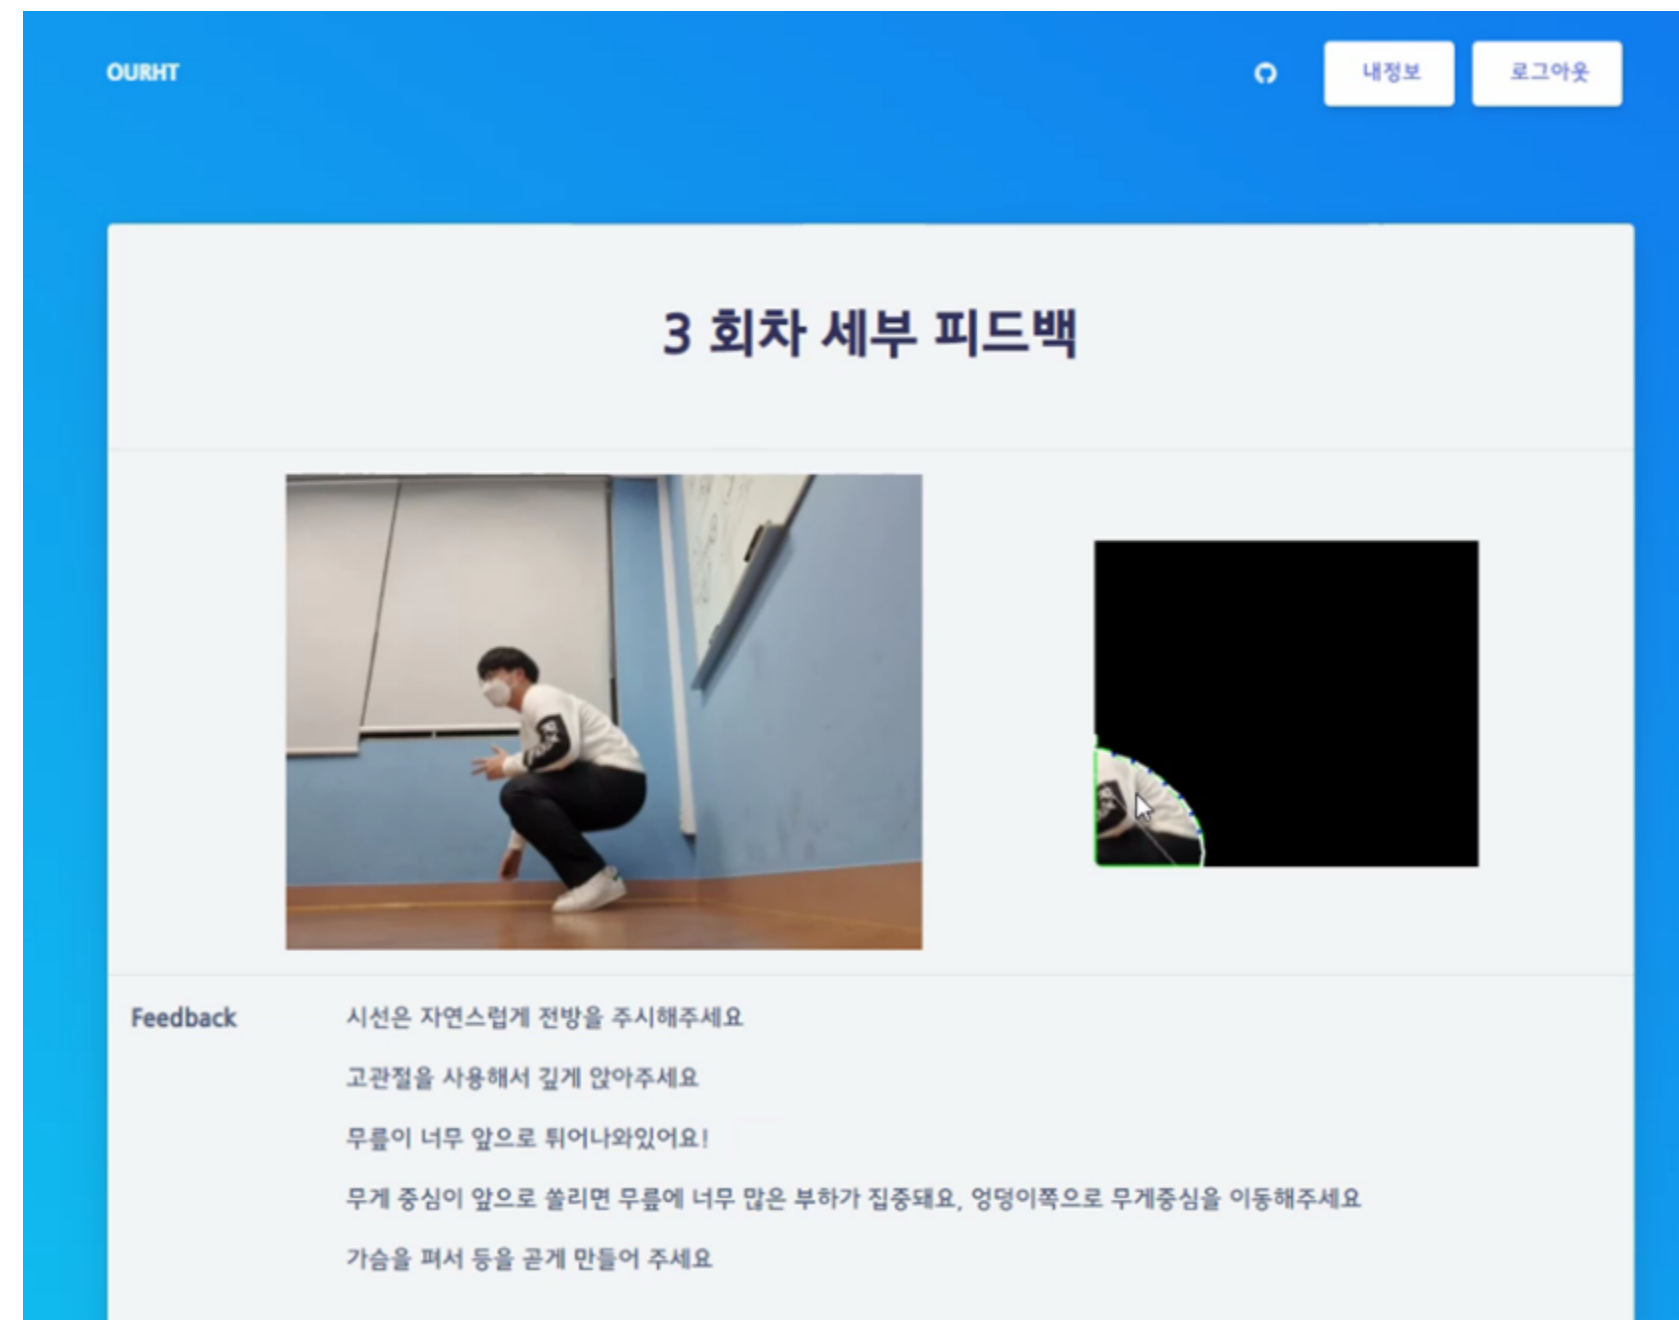 OURHT
내정보
로그아웃
3 회차 세부 피드백
Feedback
시선은 자연스럽게 전방을 주시해주세요
고관절을 사용해서 깊게 앉아주세요
무릎이 너무 앞으로 튀어나와있어요!
무게 중심이 앞으로 쏠리면 무릎에 너무 많은 부하가 집중돼요, 엉덩이쪽으로 무게중심을 이동해주세요
가슴을 펴서 등을 곧게 만들어 주세요